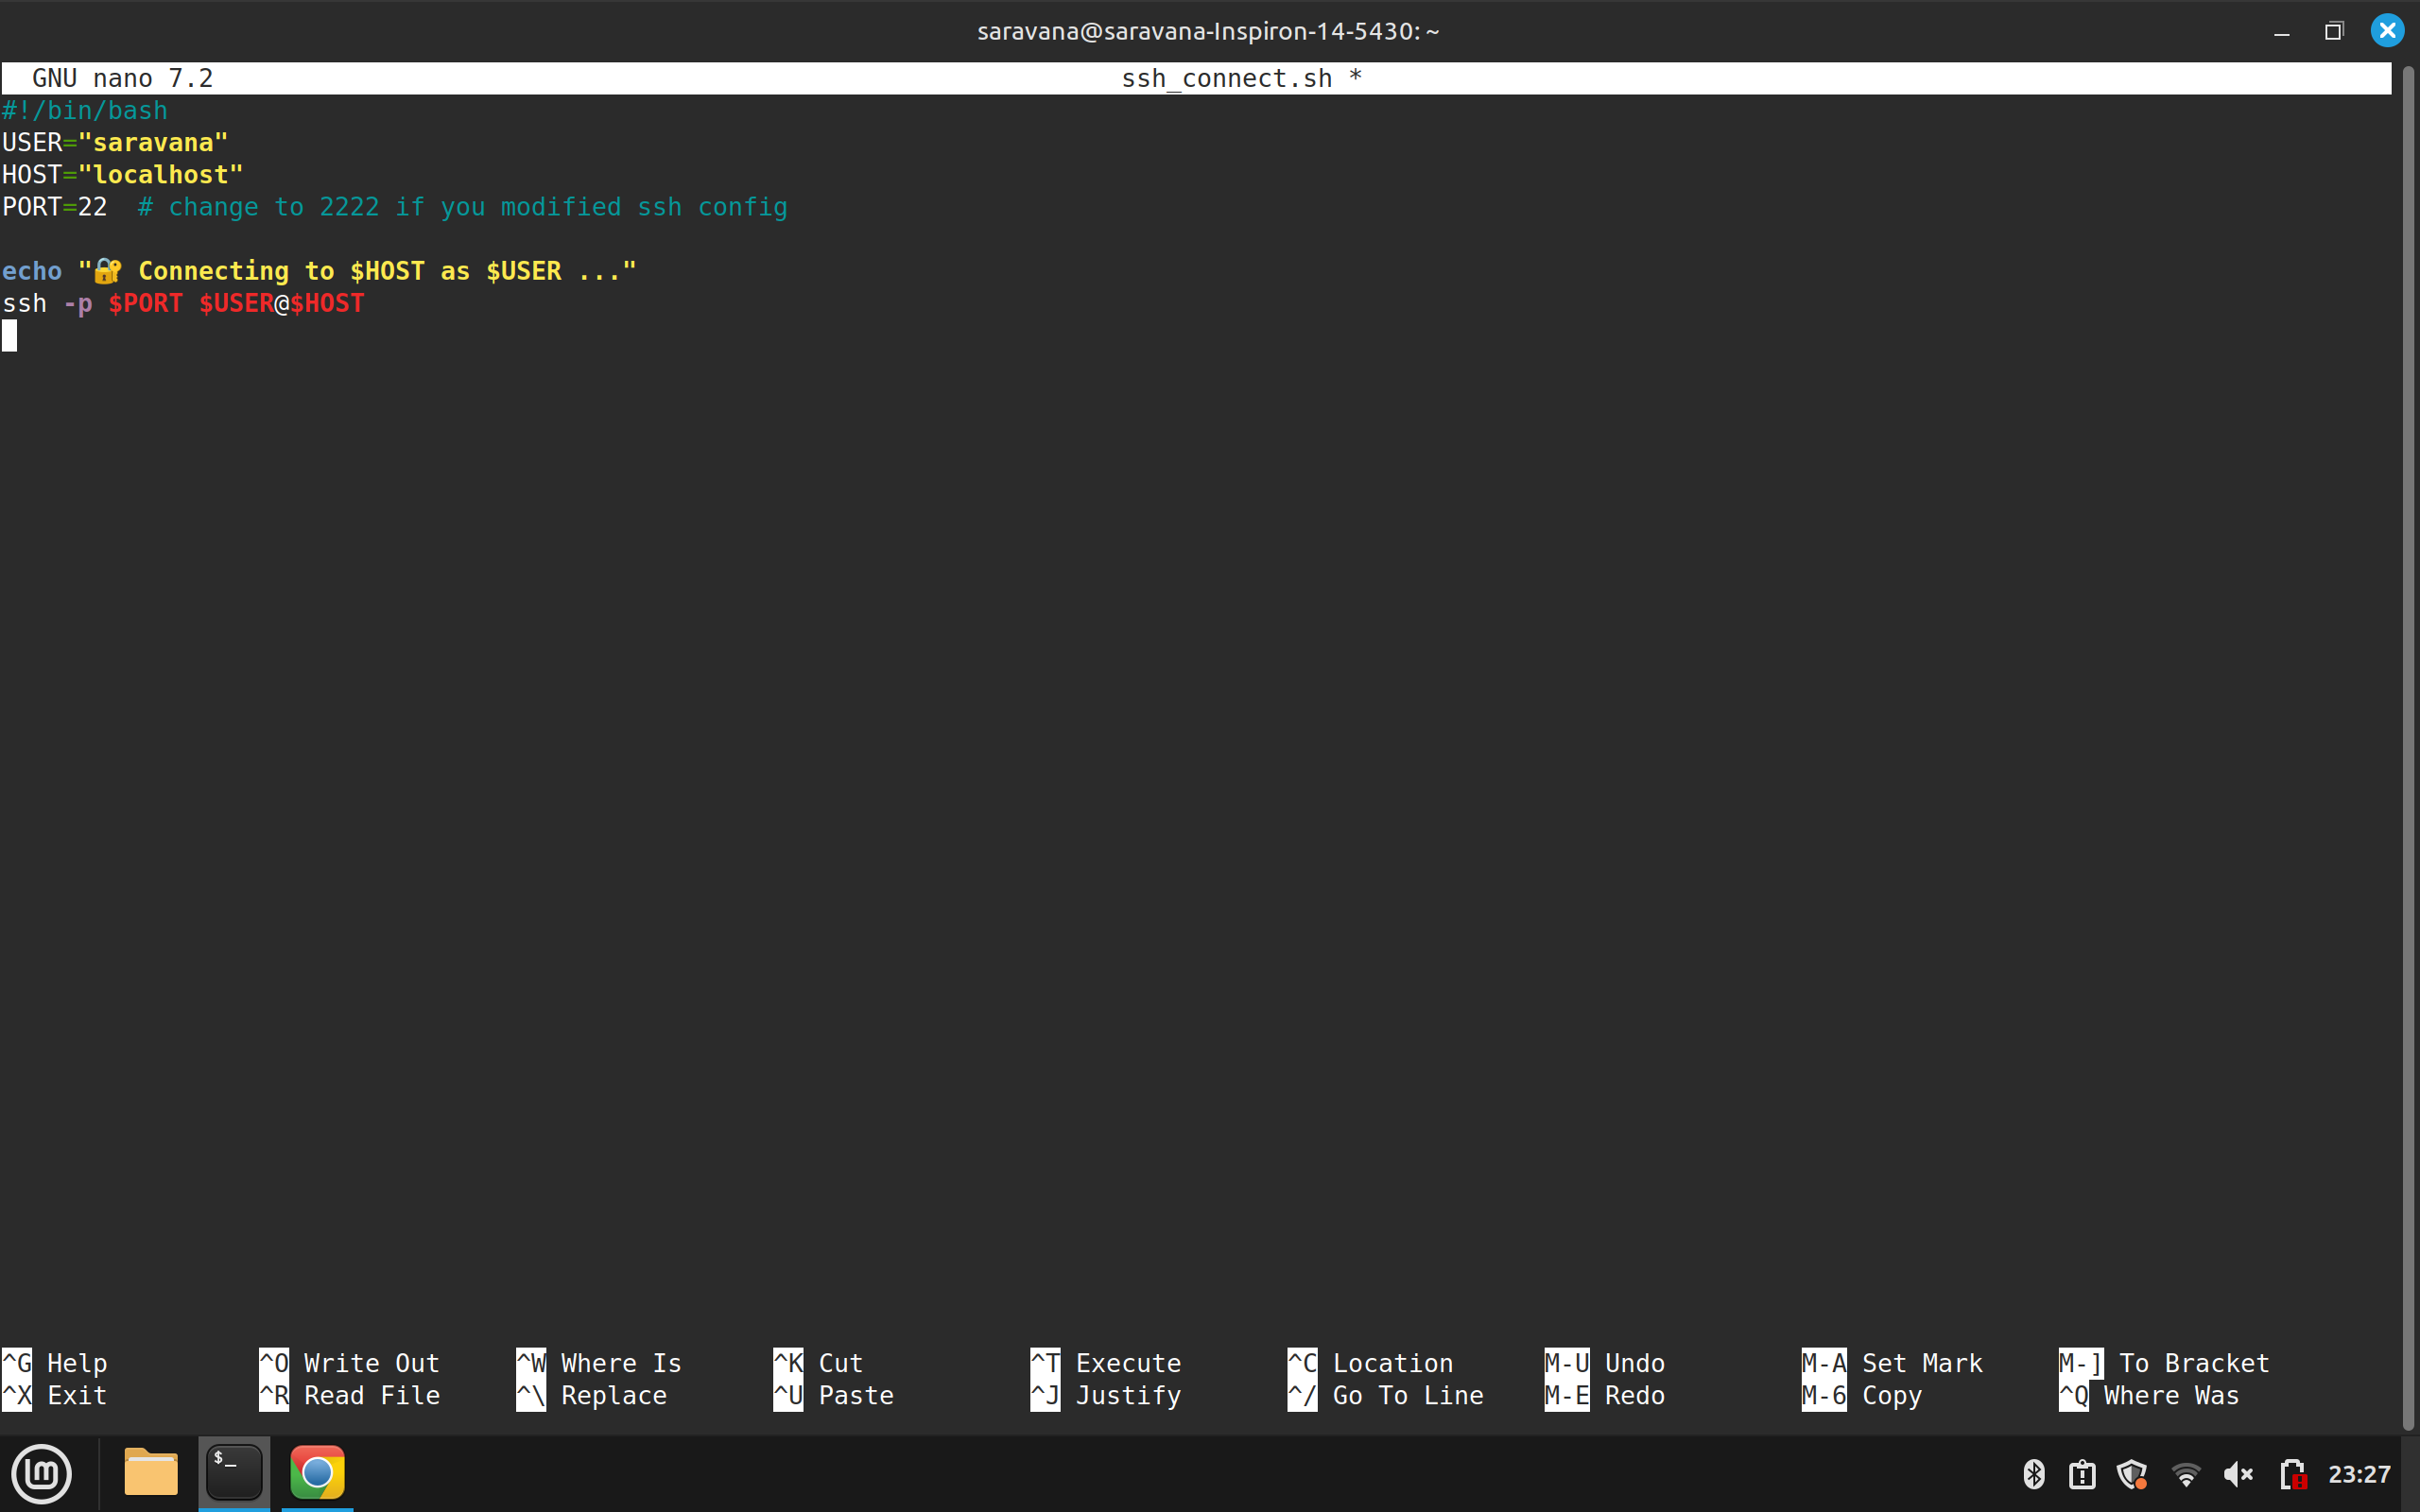 saravana@saravana-Inspiron-14-5430: ~
GNU nano 7.2 ssh_connect.sh *
#!/bin/bash
USER="saravana"
HOST="localhost"
PORT=22  # change to 2222 if you modified ssh config
echo "🔐 Connecting to $HOST as $USER ..."
ssh -p $PORT $USER@$HOST
^G Help ^O Write Out ^W Where Is ^K Cut ^T Execute ^C Location M-U Undo M-A Set Mark M-] To Bracket
^X Exit ^R Read File ^\ Replace ^U Paste ^J Justify ^/ Go To Line M-E Redo M-6 Copy ^Q Where Was
$_
23:27